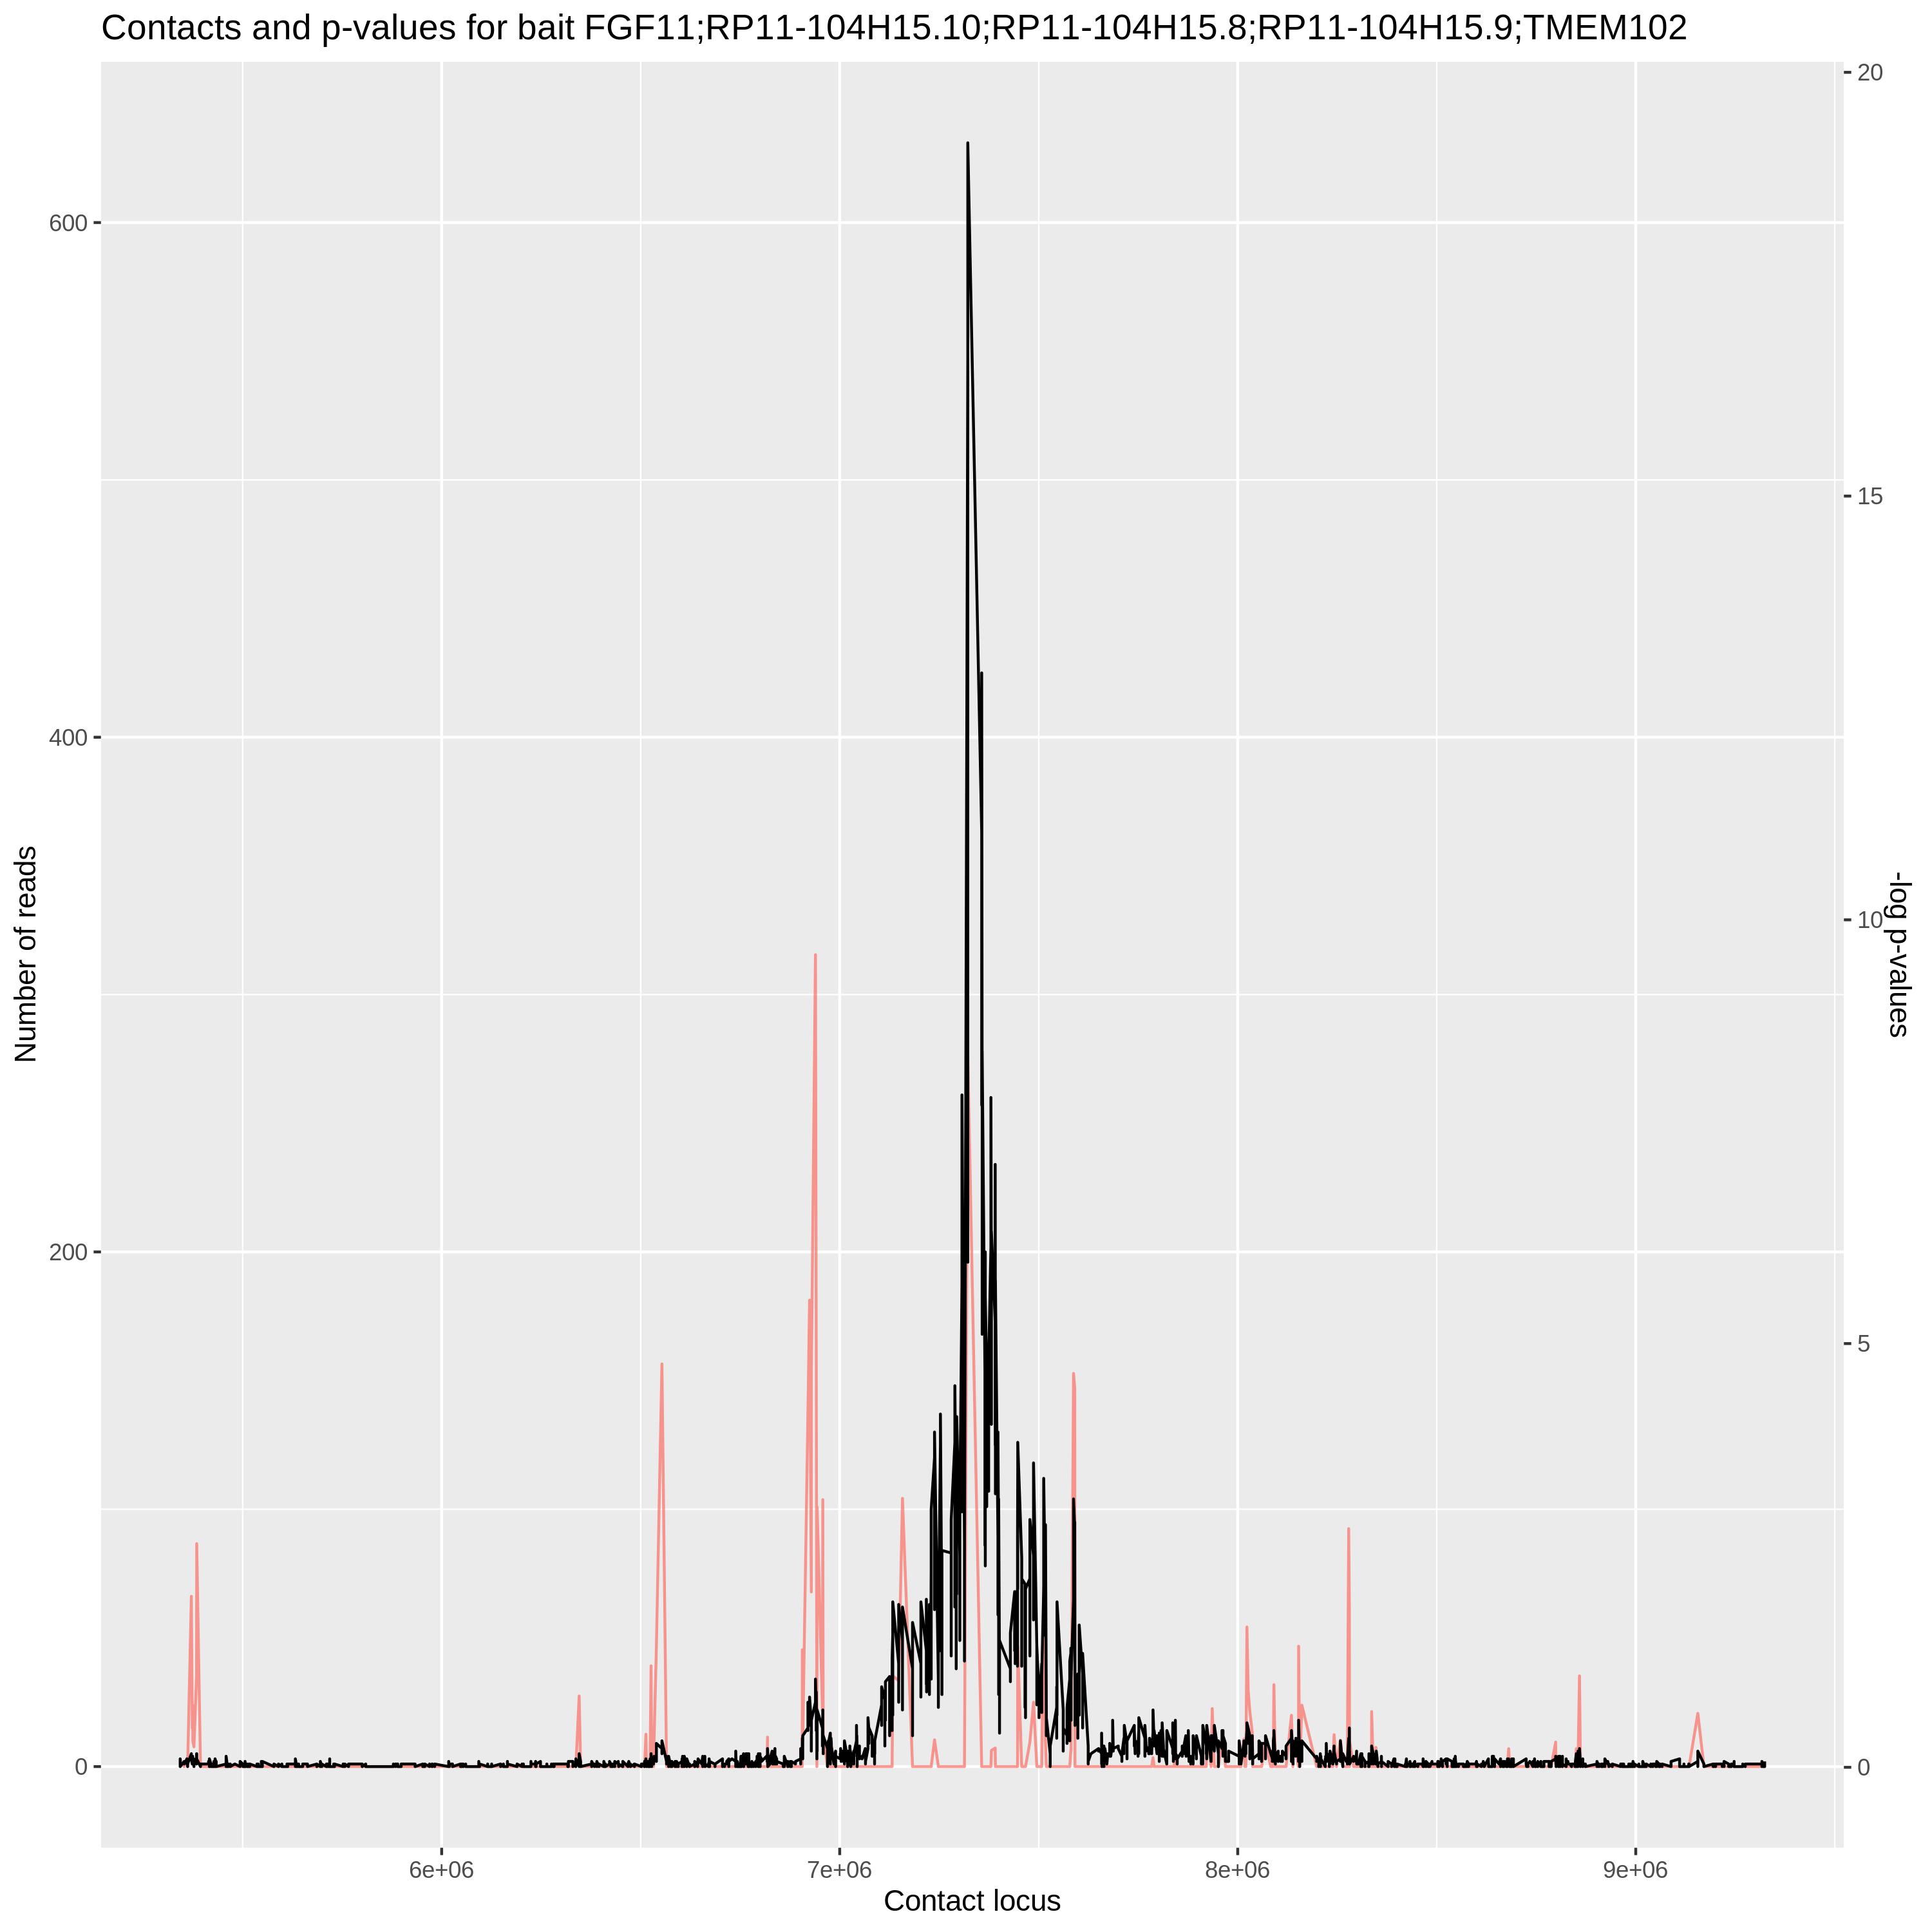 Contacts and p-values for bait FGF11;RP11-104H15.10;RP11-104H15.8;RP11-104H15.9;TMEM102
Number of reads
600
400
200
0
20
15
10
5
0
-log p-values
6e+06 7e+06 8e+06 9e+06
Contact locus